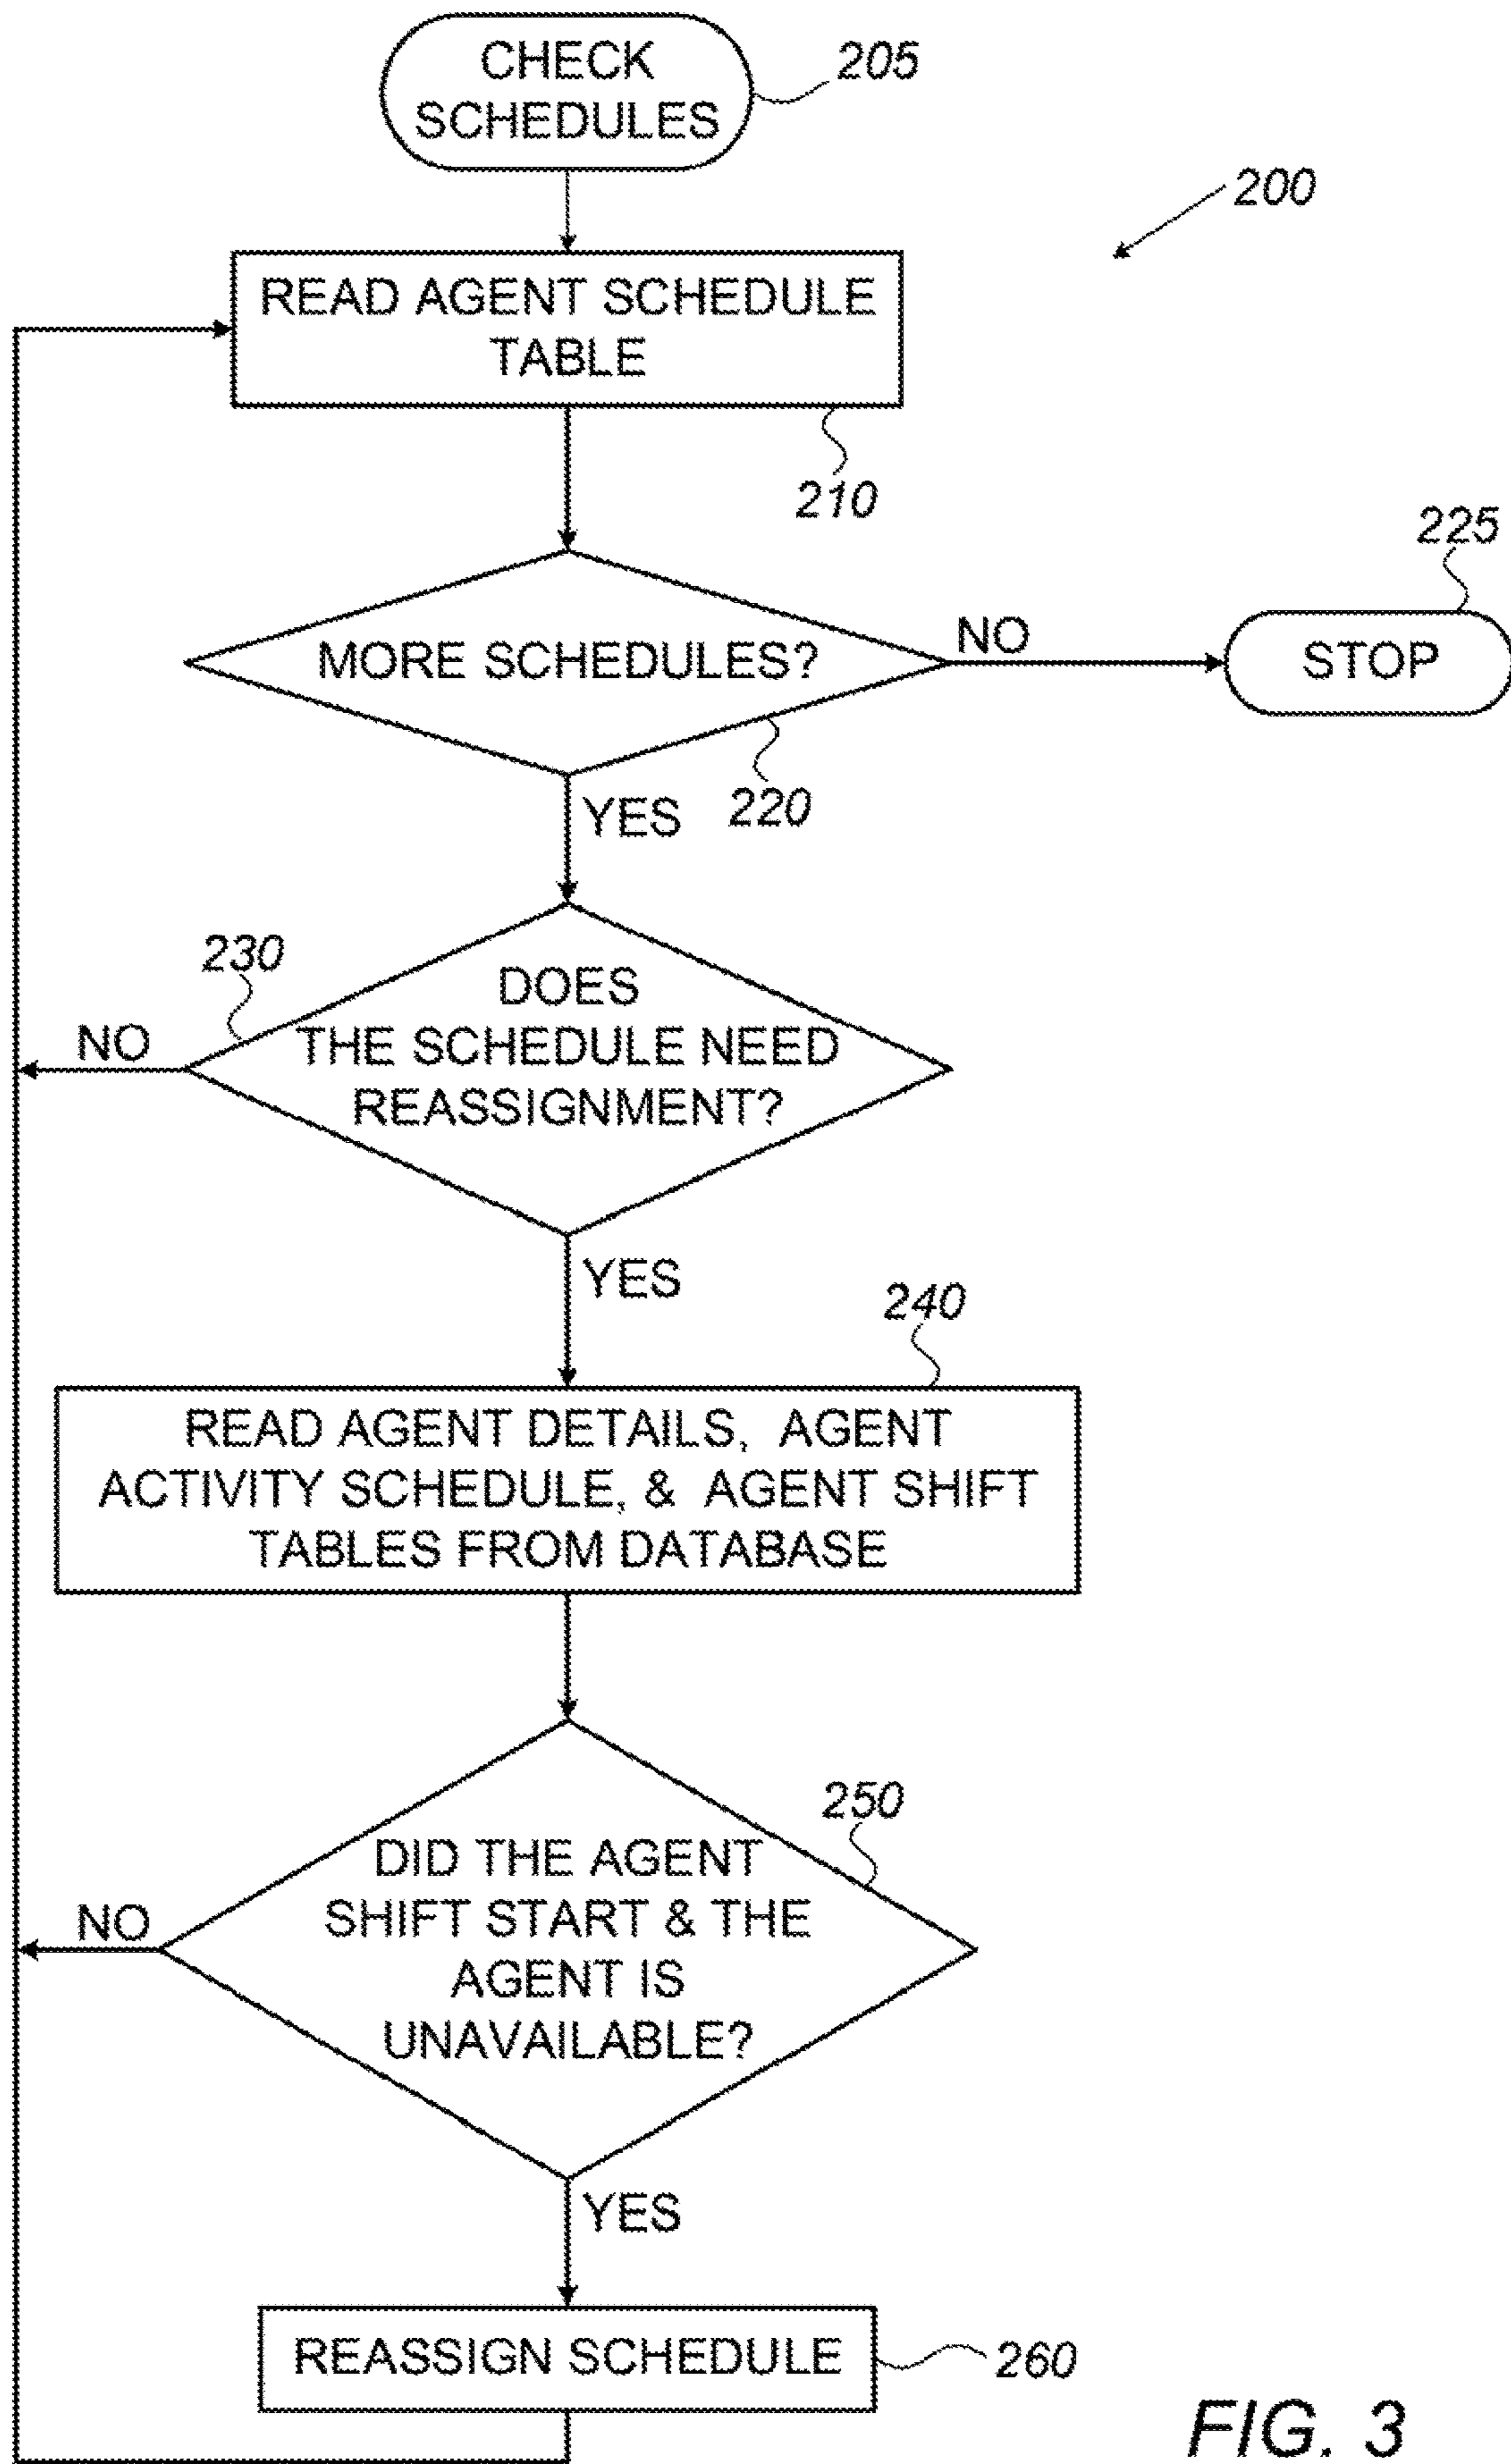 CHECK
SCHEDULES
205
200
READ AGENT SCHEDULE
TABLE
210
MORE SCHEDULES?
NO
225
STOP
220
YES
230
DOES
THE SCHEDULE NEED
REASSIGNMENT?
NO
YES
240
READ AGENT DETAILS, AGENT
ACTIVITY SCHEDULE, & AGENT SHIFT
TABLES FROM DATABASE
250
DID THE AGENT
SHIFT START & THE
AGENT IS
UNAVAILABLE?
NO
YES
REASSIGN SCHEDULE
260
FIG. 3